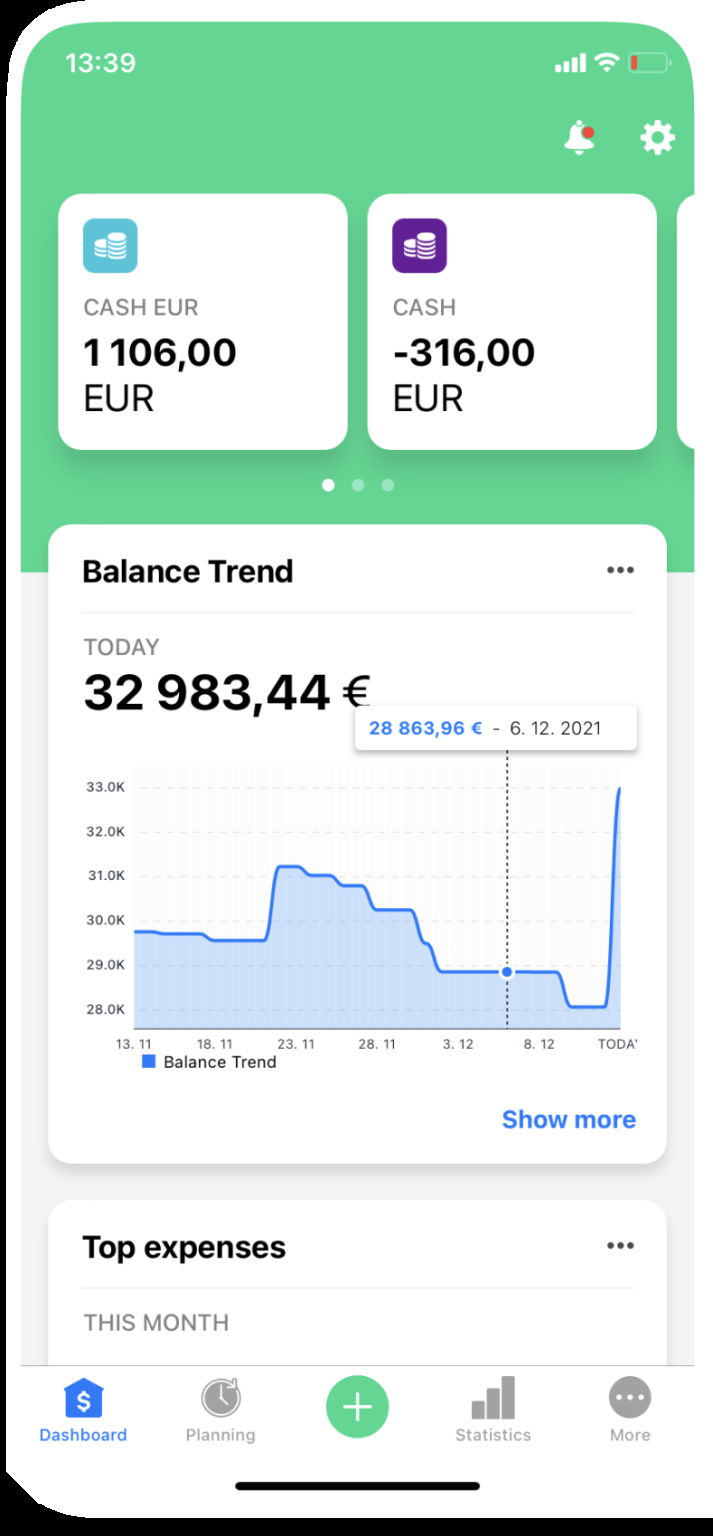 13:39
CASH EUR
1 106,00
EUR
CASH
-316,00
EUR
Balance Trend
TODAY
32 983,44 €
28 863,96 € - 6. 12. 2021
33.0K
32.0K
31.0K
30.0K
29.0K
28.0K
13. 11 18. 11 23. 11 28. 11 3. 12 8. 12 TODAY
Balance Trend
Show more
Top expenses
THIS MONTH
Dashboard Planning Statistics More